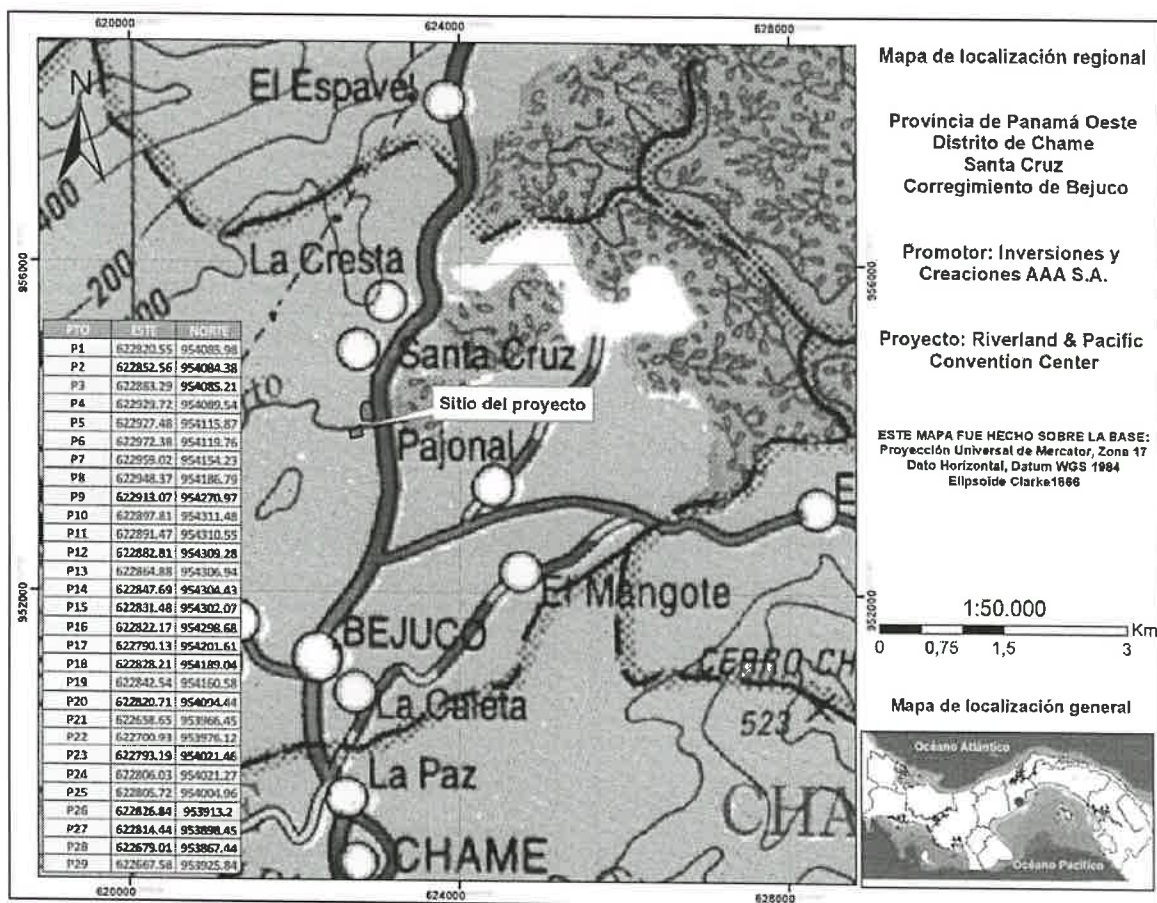 620000
624000
628000
N
El Espavel
400
200
La Cresta
956000
956000
Santa Cruz
Sitio del proyecto
Pajonal
952000
952000
El Mangote
BEJUCO
CERRO CH
La Caleta
523
La Paz
CHA
CHAME
620000
624000
628000
PTO ESTE NORTE
P1 622820.55 954085.98
P2 622852.56 954084.38
P3 622883.29 954085.21
P4 622929.72 954089.54
P5 622927.48 954115.87
P6 622972.38 954119.76
P7 622959.02 954154.23
P8 622948.37 954186.79
P9 622913.07 954270.97
P10 622897.81 954311.48
P11 622891.47 954310.55
P12 622882.81 954309.28
P13 622864.88 954306.94
P14 622847.69 954304.43
P15 622831.48 954302.07
P16 622822.17 954298.68
P17 622790.13 954201.61
P18 622828.21 954189.04
P19 622842.54 954160.58
P20 622820.71 954094.44
P21 622658.65 953966.45
P22 622700.93 953976.12
P23 622793.19 954021.46
P24 622806.03 954021.27
P25 622805.72 954004.96
P26 622826.84 953913.2
P27 622814.44 953898.45
P28 622679.01 953867.44
P29 622667.58 953925.84
Mapa de localización regional
Provincia de Panamá Oeste
Distrito de Chame
Santa Cruz
Corregimiento de Bejuco
Promotor: Inversiones y
Creaciones AAA S.A.
Proyecto: Riverland & Pacific
Convention Center
ESTE MAPA FUE HECHO SOBRE LA BASE:
Proyección Universal de Mercator, Zona 17
Dato Horizontal, Datum WGS 1984
Elipsoide Clarke1866
1:50.000
Km
0 0,75 1,5 3
Mapa de localización general
Océano Atlántico
Océano Pacífico